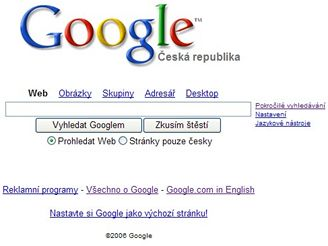 Google™
Česká republika
Web Obrázky Skupiny Adresář Desktop
Pokročilé vyhledávání
Nastavení
Jazykové nástroje
Vyhledat Googlem Zkusím štěstí
Prohledat Web Stránky pouze česky
Reklamní programy - Všechno o Google - Google.com in English
Nastavte si Google jako výchozí stránku!
©2006 Google